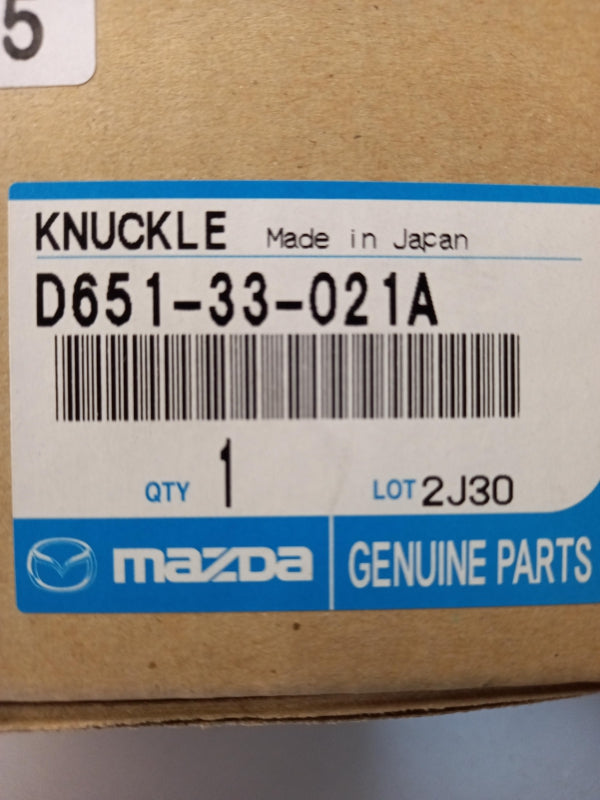 5
KNUCKLE Made in Japan
D651-33-021A
QTY 1 LOT 2J30
mazda GENUINE PARTS